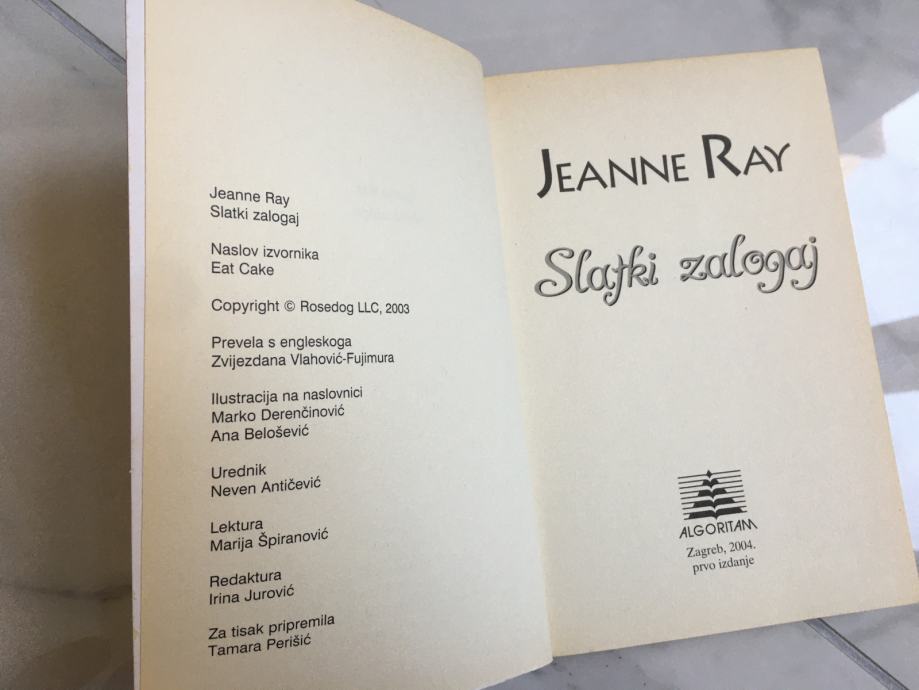 Jeanne Ray
Slatki zalogaj
Naslov izvornika
Eat Cake
Copyright © Rosedog LLC, 2003
Prevela s engleskoga
Zvijezdana Vlahović-Fujimura
Ilustracija na naslovnici
Marko Derenčinović
Ana Belošević
Urednik
Neven Antičević
Lektura
Marija Špiranović
Redaktura
Irina Jurović
Za tisak pripremila
Tamara Perišić
JEANNE RAY
Slatki zalogaj
ALGORITAM
Zagreb, 2004.
prvo izdanje